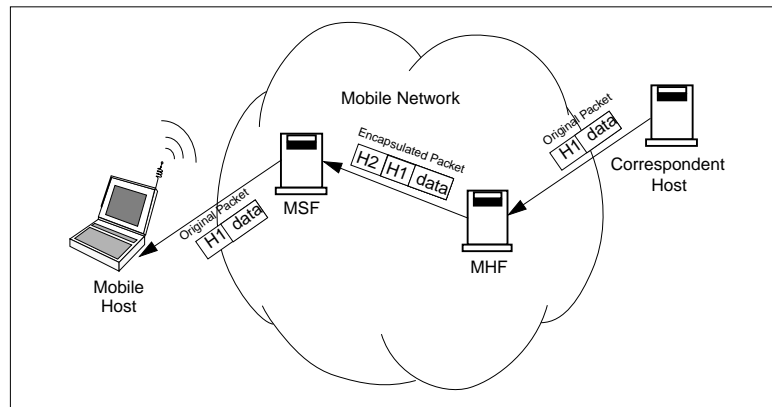 Mobile Network
Original Packet
H1 data
Correspondent
Host
Encapsulated Packet
H2 H1 data
MHF
MSF
Original Packet
H1 data
Mobile
Host